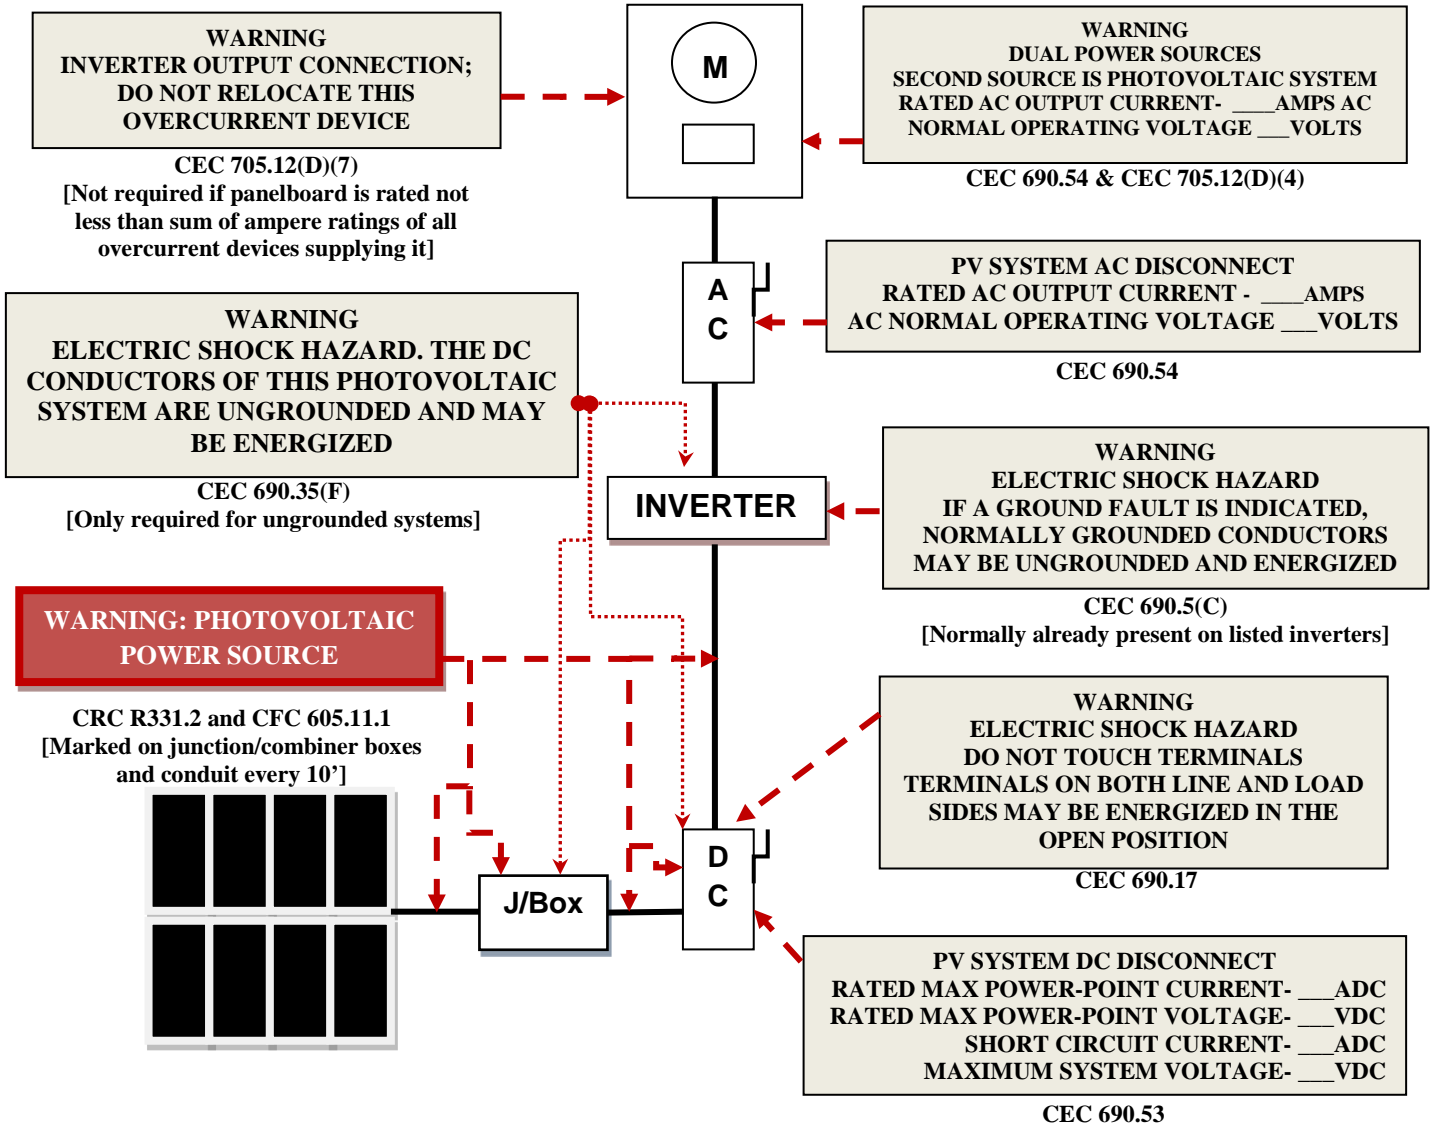 WARNING
INVERTER OUTPUT CONNECTION;
DO NOT RELOCATE THIS
OVERCURRENT DEVICE
CEC 705.12(D)(7)
[Not required if panelboard is rated not
less than sum of ampere ratings of all
overcurrent devices supplying it]
M
WARNING
DUAL POWER SOURCES
SECOND SOURCE IS PHOTOVOLTAIC SYSTEM
RATED AC OUTPUT CURRENT- ____AMPS AC
NORMAL OPERATING VOLTAGE ___VOLTS
CEC 690.54 & CEC 705.12(D)(4)
A
C
PV SYSTEM AC DISCONNECT
RATED AC OUTPUT CURRENT - ____AMPS
AC NORMAL OPERATING VOLTAGE ___VOLTS
CEC 690.54
WARNING
ELECTRIC SHOCK HAZARD. THE DC
CONDUCTORS OF THIS PHOTOVOLTAIC
SYSTEM ARE UNGROUNDED AND MAY
BE ENERGIZED
CEC 690.35(F)
[Only required for ungrounded systems]
INVERTER
WARNING
ELECTRIC SHOCK HAZARD
IF A GROUND FAULT IS INDICATED,
NORMALLY GROUNDED CONDUCTORS
MAY BE UNGROUNDED AND ENERGIZED
CEC 690.5(C)
[Normally already present on listed inverters]
WARNING: PHOTOVOLTAIC
POWER SOURCE
CRC R331.2 and CFC 605.11.1
[Marked on junction/combiner boxes
and conduit every 10’]
WARNING
ELECTRIC SHOCK HAZARD
DO NOT TOUCH TERMINALS
TERMINALS ON BOTH LINE AND LOAD
SIDES MAY BE ENERGIZED IN THE
OPEN POSITION
CEC 690.17
J/Box
D
C
PV SYSTEM DC DISCONNECT
RATED MAX POWER-POINT CURRENT- ___ADC
RATED MAX POWER-POINT VOLTAGE- ___VDC
SHORT CIRCUIT CURRENT- ___ADC
MAXIMUM SYSTEM VOLTAGE- ___VDC
CEC 690.53